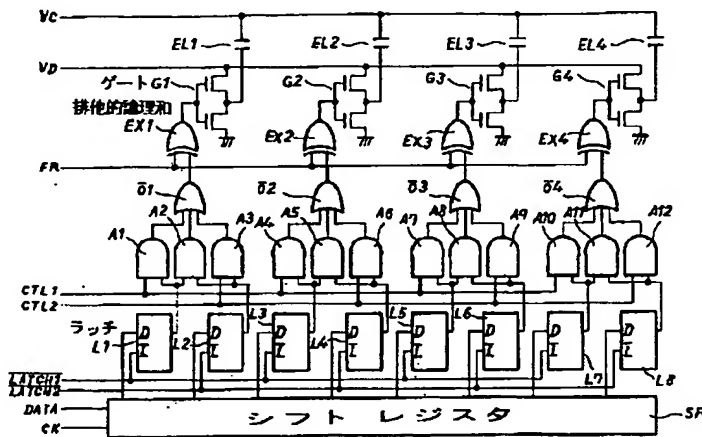 VC
EL1 EL2 EL3 EL4
VD
ゲートG1 G2 G3 G4
排他的論理和
EX1 EX2 EX3 EX4
FR
O1 O2 O3 O4
A1 A2 A3 A4 A5 A6 A7 A8 A9 A10 A11 A12
CTL1
CTL2
ラッチ
L1 L2 L3 L4 L5 L6 L7 L8
D D D D D D D D
L L L L L L L L
LATCH1
LATCH2
DATA
シフト レジスタ
SR
CK